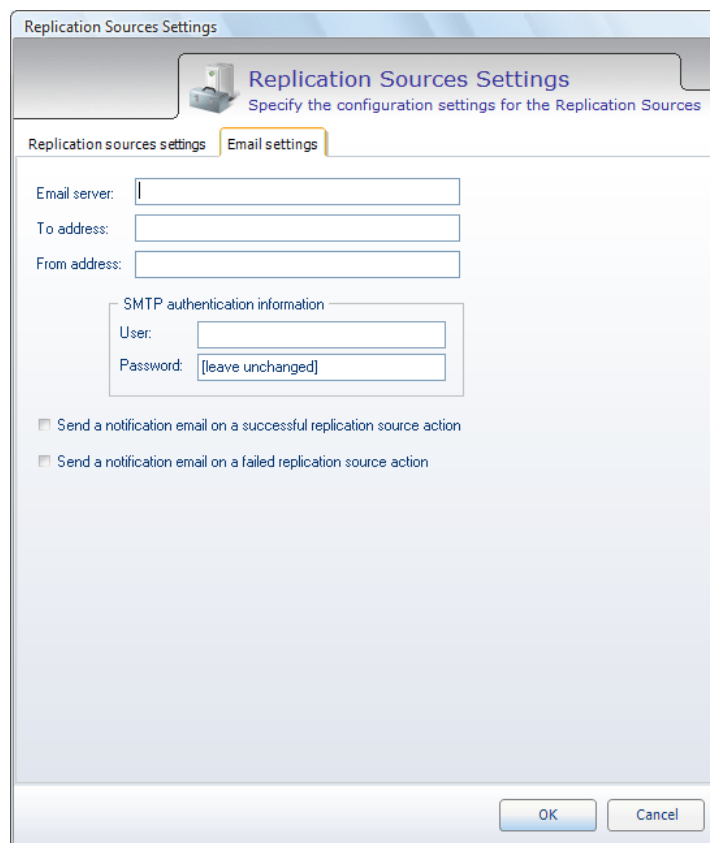 Replication Sources Settings
Replication Sources Settings
Specify the configuration settings for the Replication Sources
Replication sources settings Email settings
Email server:
To address:
From address:
SMTP authentication information
User:
Password: [leave unchanged]
Send a notification email on a successful replication source action
Send a notification email on a failed replication source action
OK Cancel